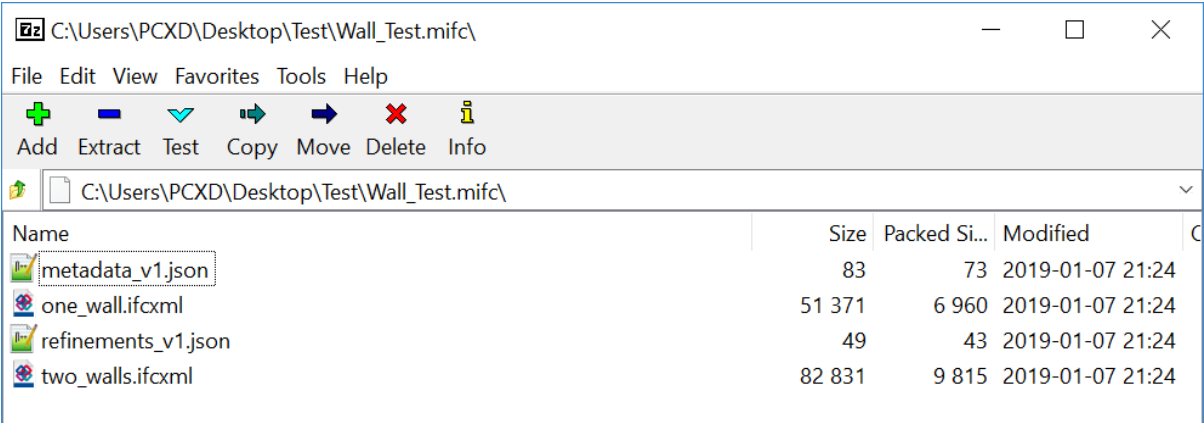 C:\Users\PCXD\Desktop\Test\Wall_Test.mifc\
File Edit View Favorites Tools Help
Add Extract Test Copy Move Delete Info
C:\Users\PCXD\Desktop\Test\Wall_Test.mifc\
Name Size Packed Si... Modified C
metadada_v1.json 83 73 2019-01-07 21:24
one_wall.ifcxml 51 371 6 960 2019-01-07 21:24
refinements_v1.json 49 43 2019-01-07 21:24
two_walls.ifcxml 82 831 9 815 2019-01-07 21:24